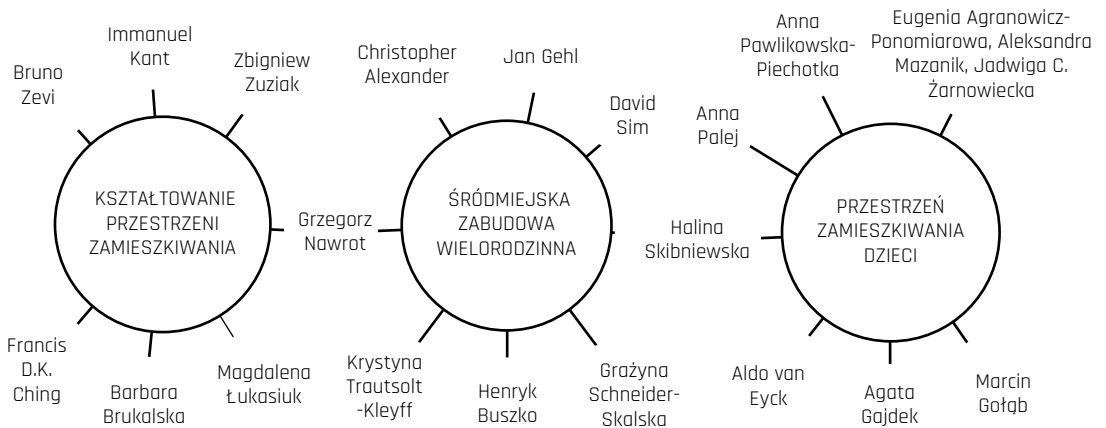 Bruno
Zevi
Immanuel
Kant
Zbigniew
Zuziak
KSZTAŁTOWANIE
PRZESTRZENI
ZAMIESZKIWANIA
Grzegorz
Nawrot
Francis
D.K.
Ching
Barbara
Brukalska
Magdalena
Łukasiuk
Christopher
Alexander
Jan Gehl
David
Sim
ŚRÓDMIEJSKA
ZABUDOWA
WIELORODZINNA
Krystyna
Trautsolt
-Kleyff
Henryk
Buszko
Grażyna
Schneider-
Skalska
Halina
Skibniewska
Anna
Palej
Anna
Pawlikowska-
Piechotka
Eugenia Agranowicz-
Ponomiarowa, Aleksandra
Mazanik, Jadwiga C.
Żarnowiecka
PRZESTRZEŃ
ZAMIESZKIWANIA
DZIECI
Aldo van
Eyck
Agata
Gajdek
Marcin
Gołąb